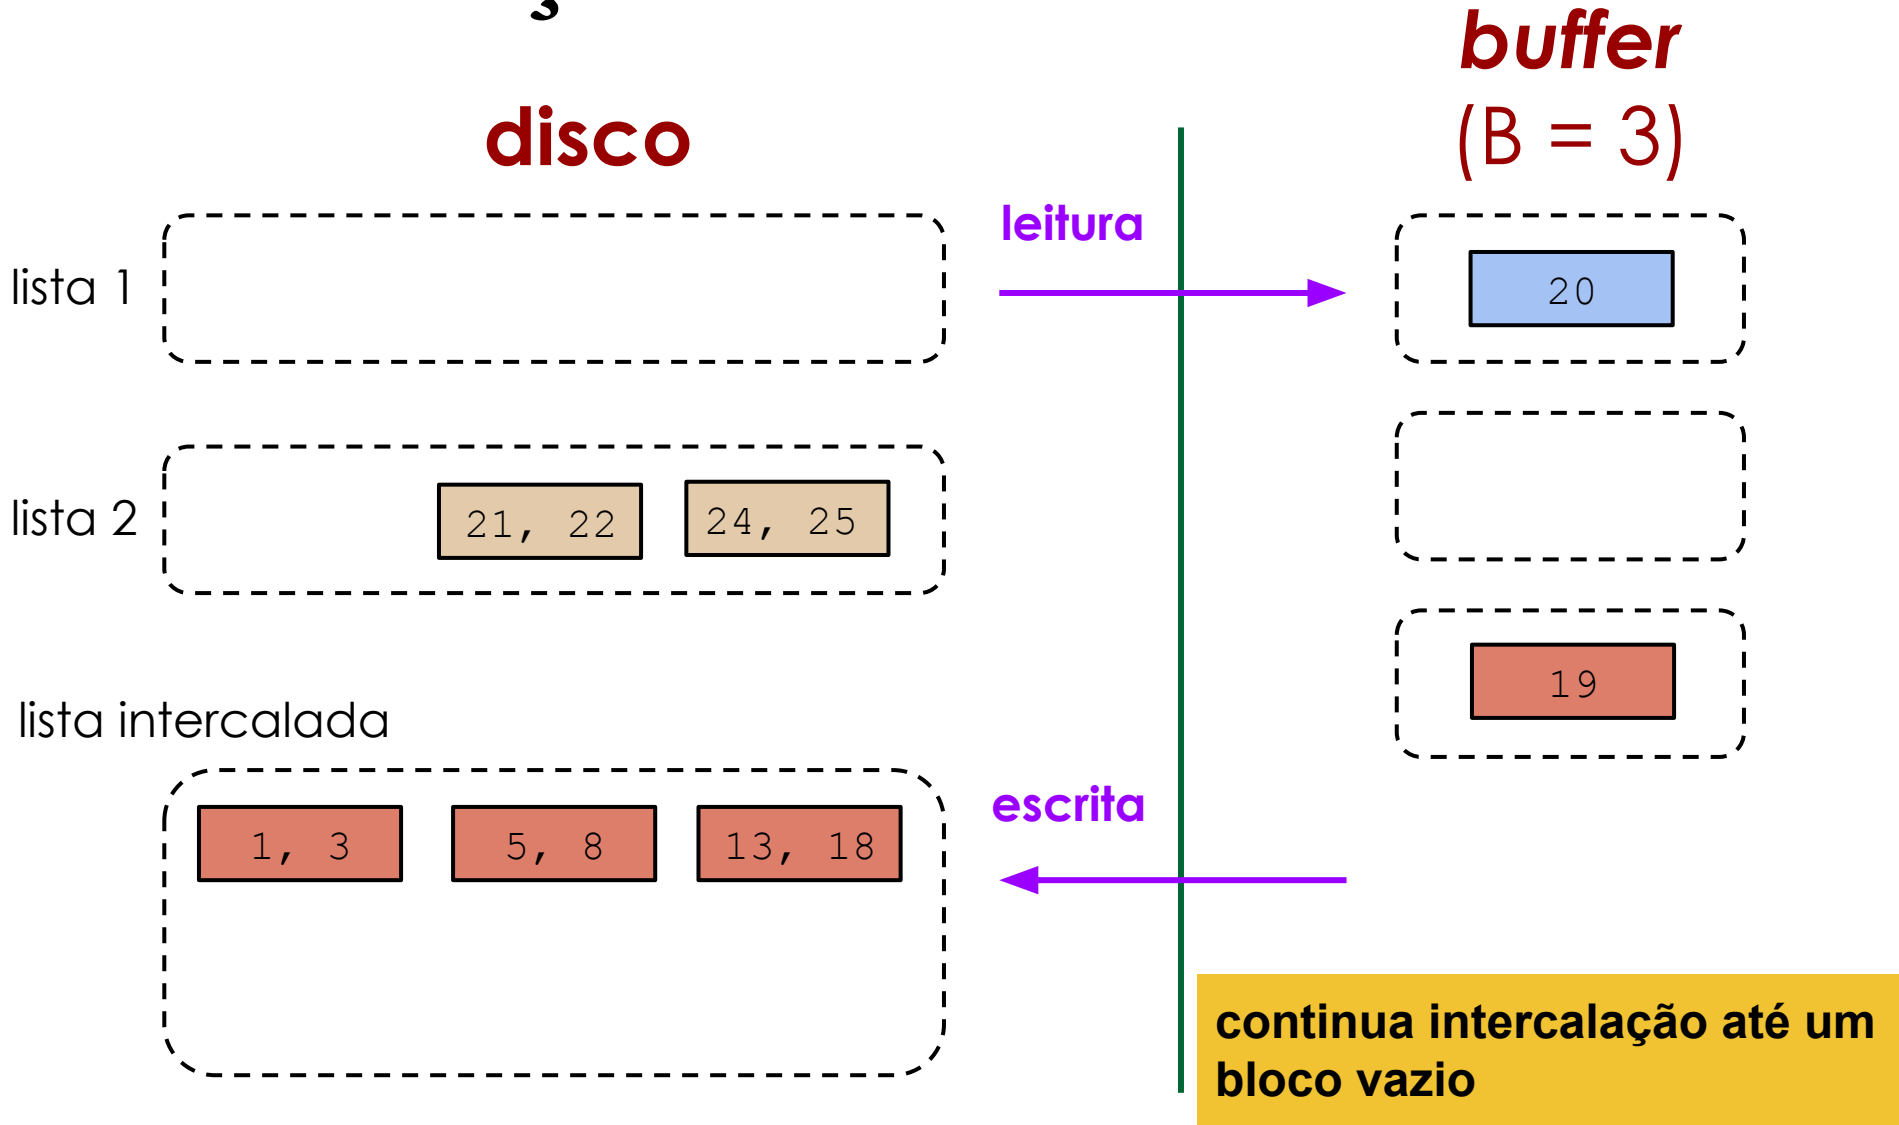 buffer
(B = 3)
disco
leitura
lista 1
20
lista 2
21, 22
24, 25
19
lista intercalada
escrita
1, 3
5, 8
13, 18
continua intercalação até um
bloco vazio